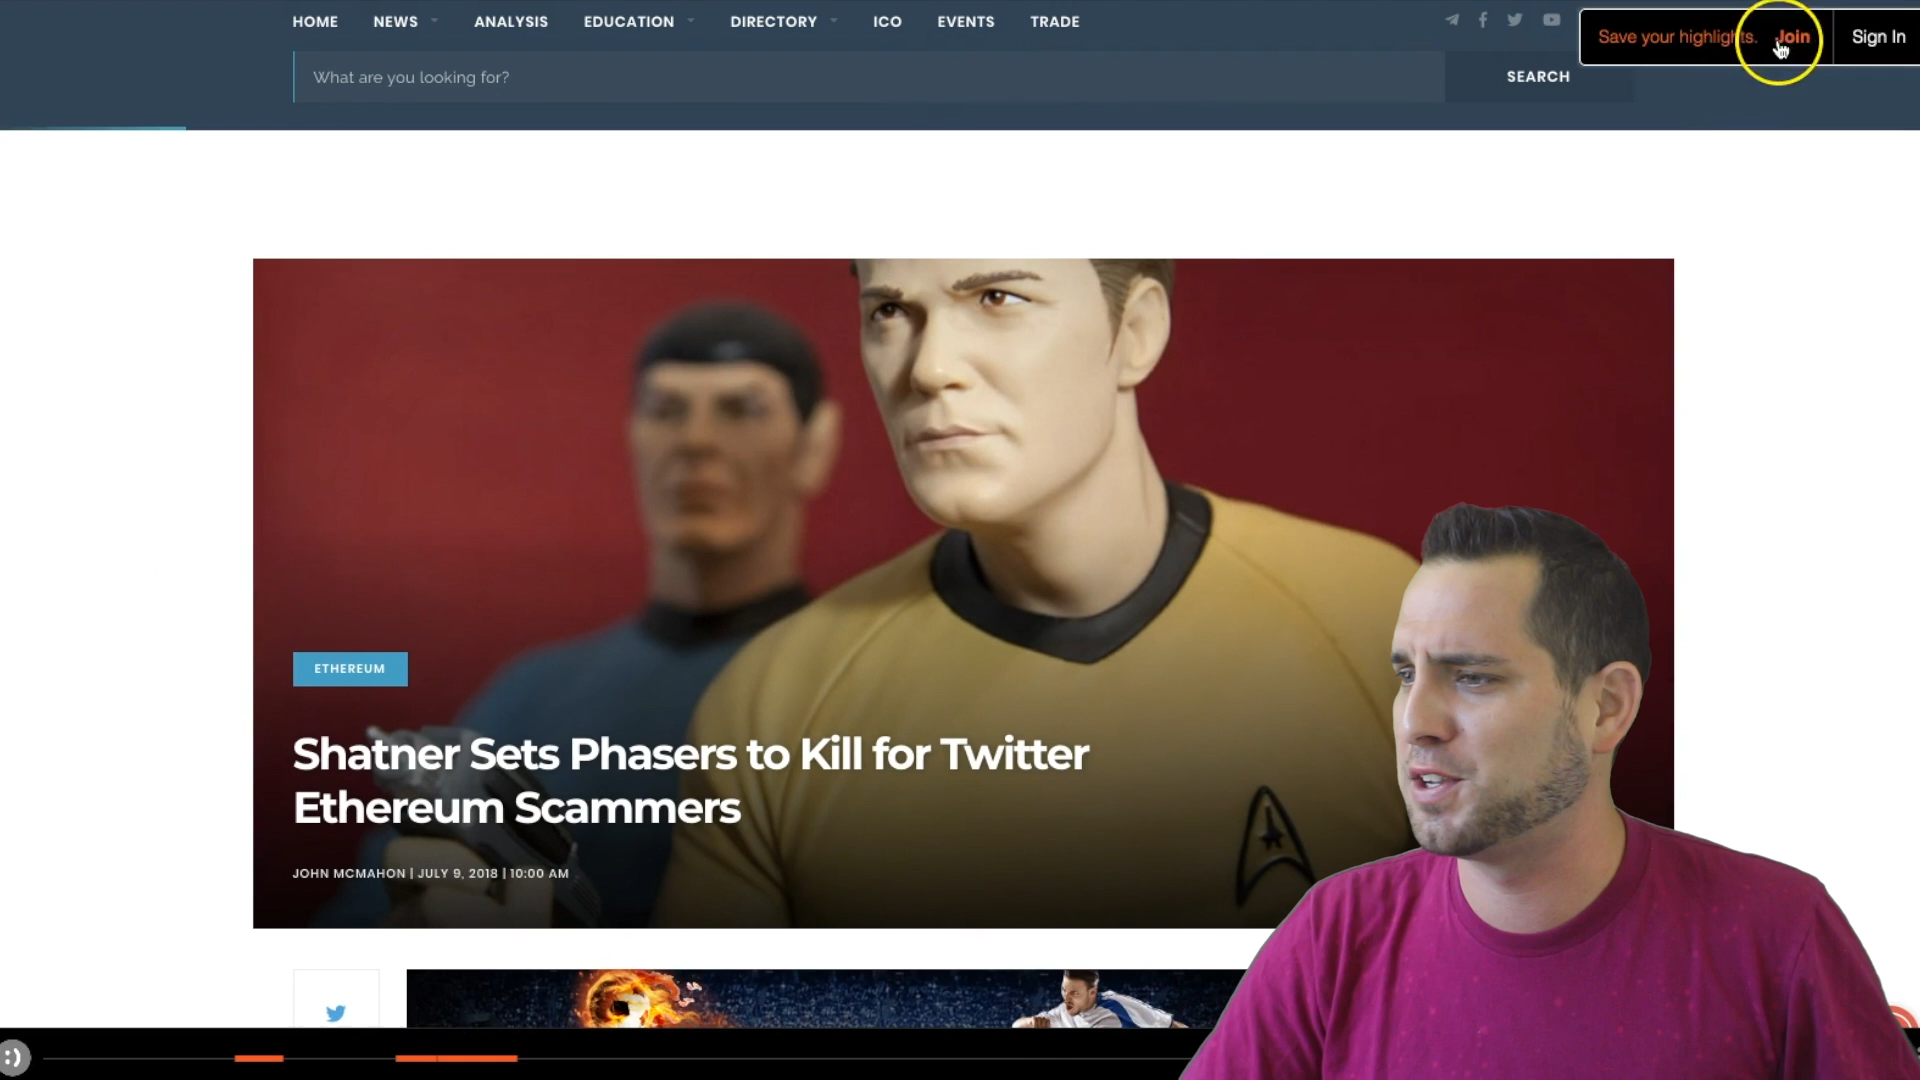 HOME NEWS ANALYSIS EDUCATION DIRECTORY ICO EVENTS TRADE
Save your highlights. Join Sign In
What are you looking for? SEARCH
ETHEREUM
Shatner Sets Phasers to Kill for Twitter
Ethereum Scammers
JOHN MCMAHON | JULY 9, 2018 | 10:00 AM